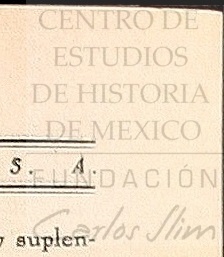 CENTRO DE
ESTUDIOS
DE HISTORIA
DE MEXICO
S. A.
FUNDACIÓN
Carlos Slim
y suplen-